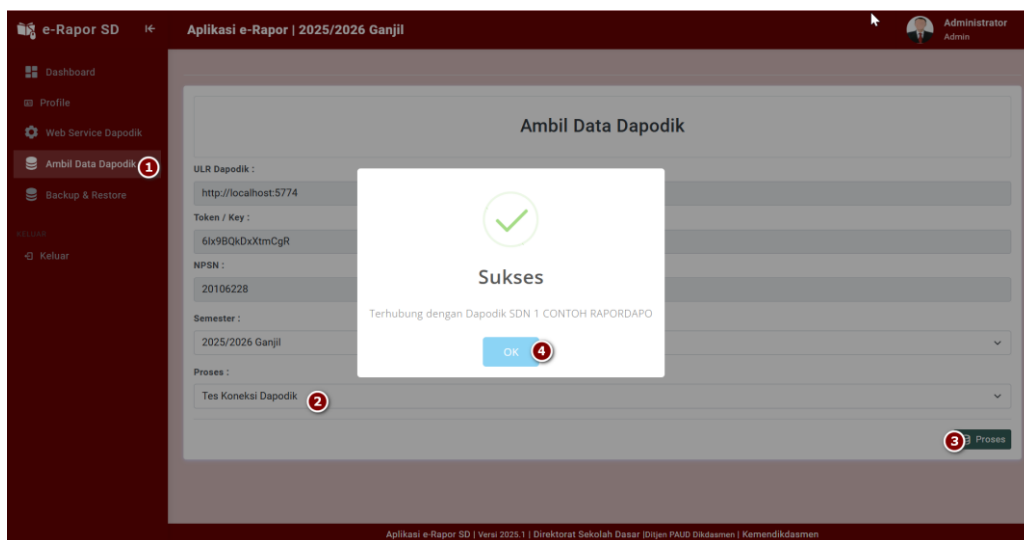 e-Rapor SD
Aplikasi e-Rapor | 2025/2026 Ganjil
Administrator
Admin
Dashboard
Profile
Web Service Dapodik
Ambil Data Dapodik 1
Backup & Restore
KELUAR
Keluar
Ambil Data Dapodik
ULR Dapodik :
http://localhost:5774
Token / Key :
6Ix9BQkDxXtmCgR
NPSN :
20106228
Semester :
2025/2026 Ganjil
Proses :
Tes Koneksi Dapodik 2
3 Proses
Sukses
Terhubung dengan Dapodik SDN 1 CONTOH RAPORDAPO
OK 4
Aplikasi e-Rapor SD | Versi 2025.1 | Direktorat Sekolah Dasar |Ditjen PAUD Dikdasmen | Kemendikdasmen